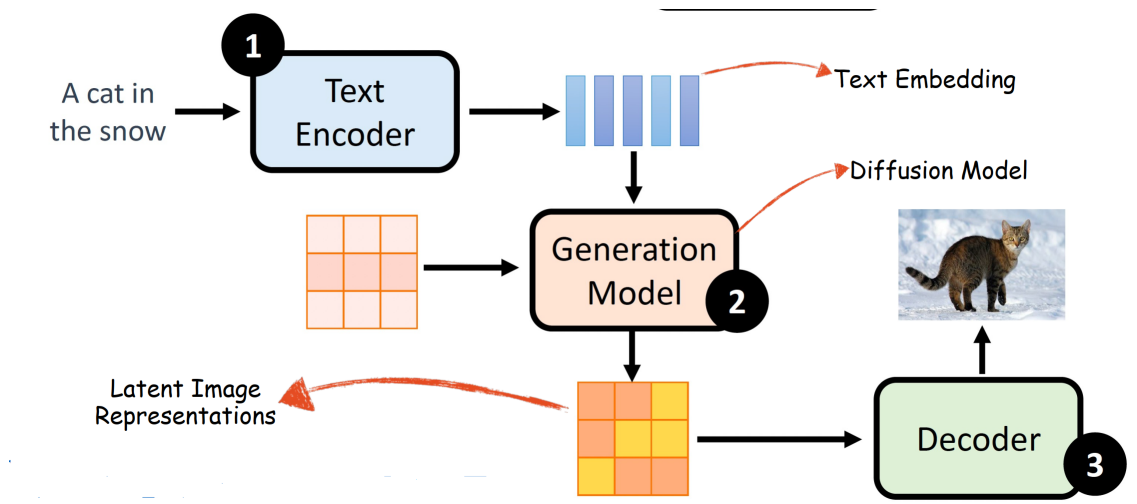 1
A cat in
the snow
Text
Encoder
Text Embedding
Diffusion Model
Generation
Model
2
Latent Image
Representations
Decoder
3